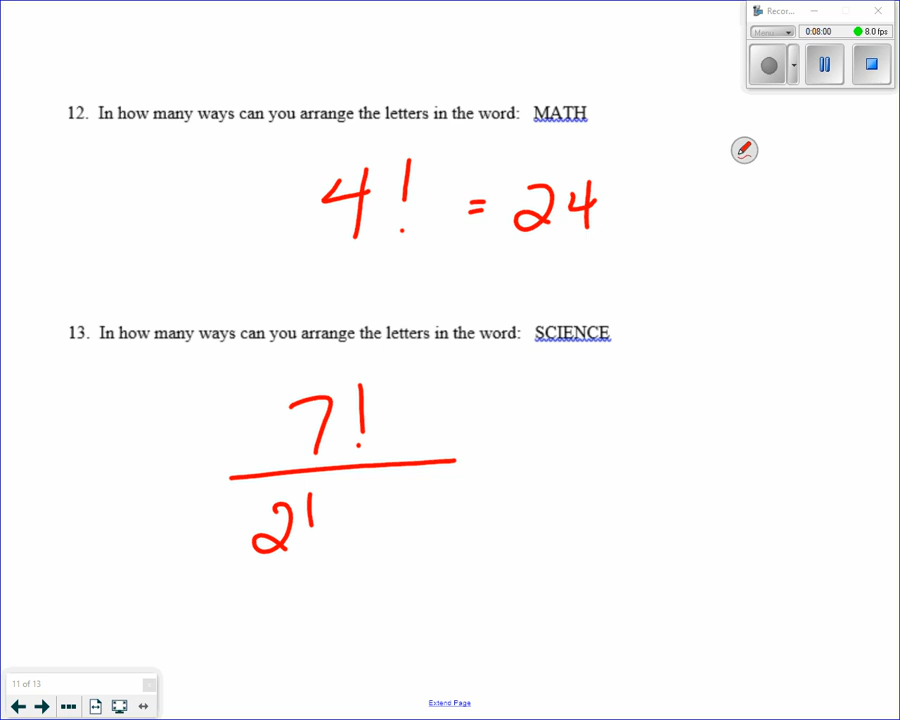 Recor...
Menu 0:08:00 8.0 fps
12. In how many ways can you arrange the letters in the word: MATH
4! = 24
13. In how many ways can you arrange the letters in the word: SCIENCE
7!
2!
11 of 13
Extend Page